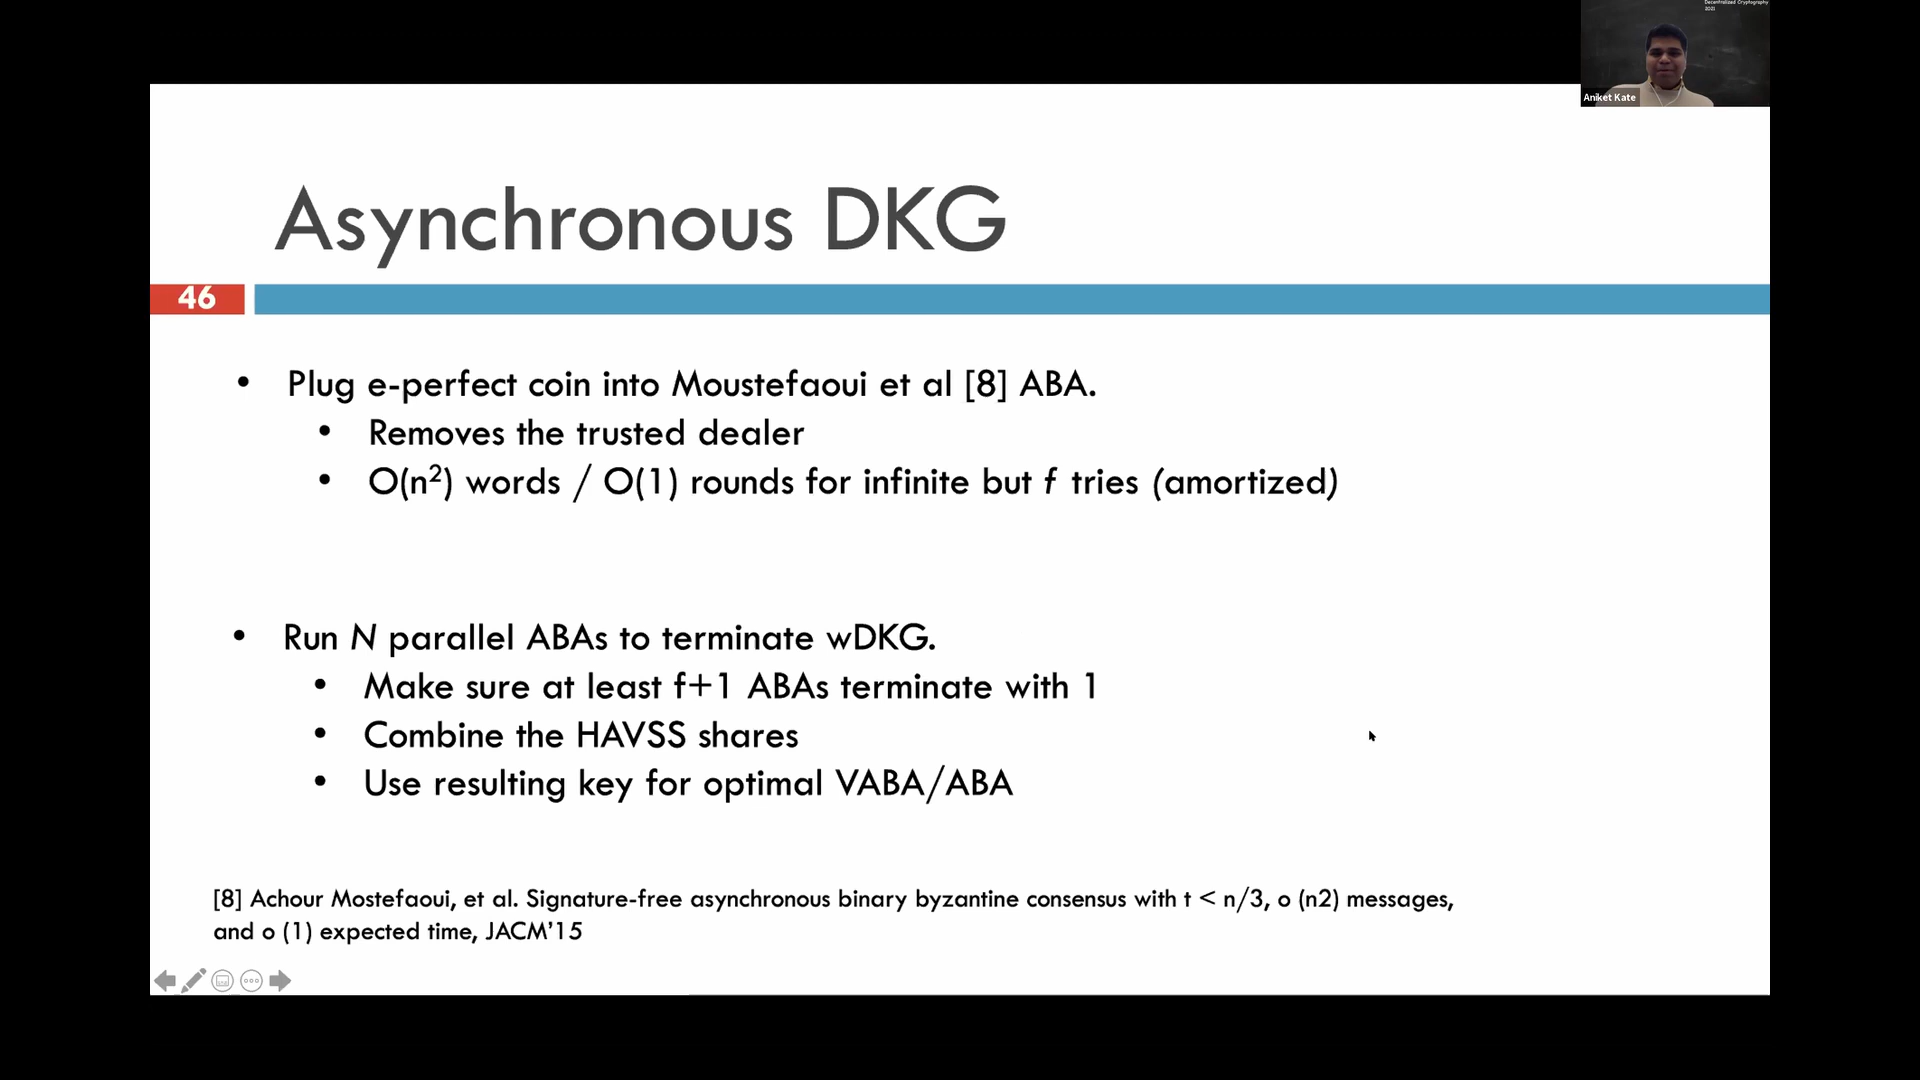 Decentralized Cryptography
2021
Aniket Kate
Asynchronous DKG
46
• Plug e-perfect coin into Moustefaoui et al [8] ABA.
• Removes the trusted dealer
• O(n²) words / O(1) rounds for infinite but f tries (amortized)
• Run N parallel ABAs to terminate wDKG.
• Make sure at least f+1 ABAs terminate with 1
• Combine the HAVSS shares
• Use resulting key for optimal VABA/ABA
[8] Achour Mostefaoui, et al. Signature-free asynchronous binary byzantine consensus with t < n/3, o (n2) messages,
and o (1) expected time, JACM’15